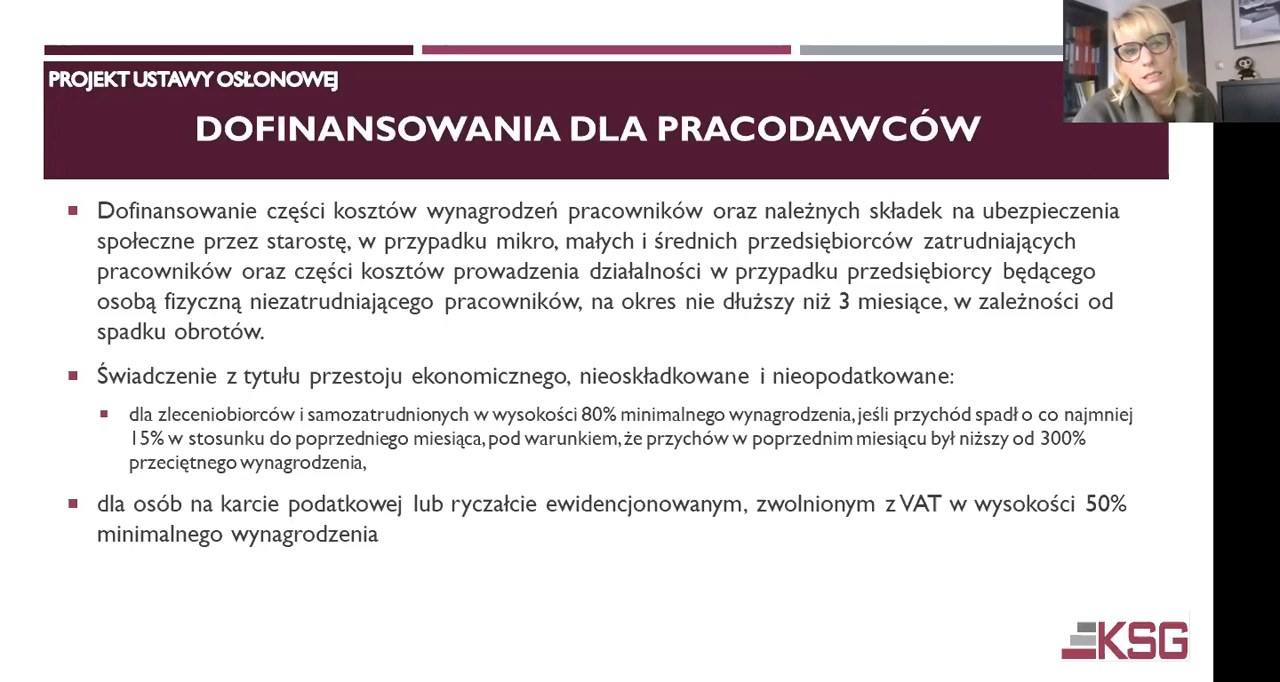 PROJEKT USTAWY OSŁONOWEJ
DOFINANSOWANIA DLA PRACODAWCÓW
Dofinansowanie części kosztów wynagrodzeń pracowników oraz należnych składek na ubezpieczenia
społeczne przez starostę, w przypadku mikro, małych i średnich przedsiębiorców zatrudniających
pracowników oraz części kosztów prowadzenia działalności w przypadku przedsiębiorcy będącego
osobą fizyczną niezatrudniającego pracowników, na okres nie dłuższy niż 3 miesiące, w zależności od
spadku obrotów.
Świadczenie z tytułu przestoju ekonomicznego, nieoskładkowane i nieopodatkowane:
dla zleceniobiorców i samozatrudnionych w wysokości 80% minimalnego wynagrodzenia, jeśli przychód spadł o co najmniej
15% w stosunku do poprzedniego miesiąca, pod warunkiem, że przychów w poprzednim miesiącu był niższy od 300%
przeciętnego wynagrodzenia,
dla osób na karcie podatkowej lub ryczałcie ewidencjonowanym, zwolnionym z VAT w wysokości 50%
minimalnego wynagrodzenia
KSG